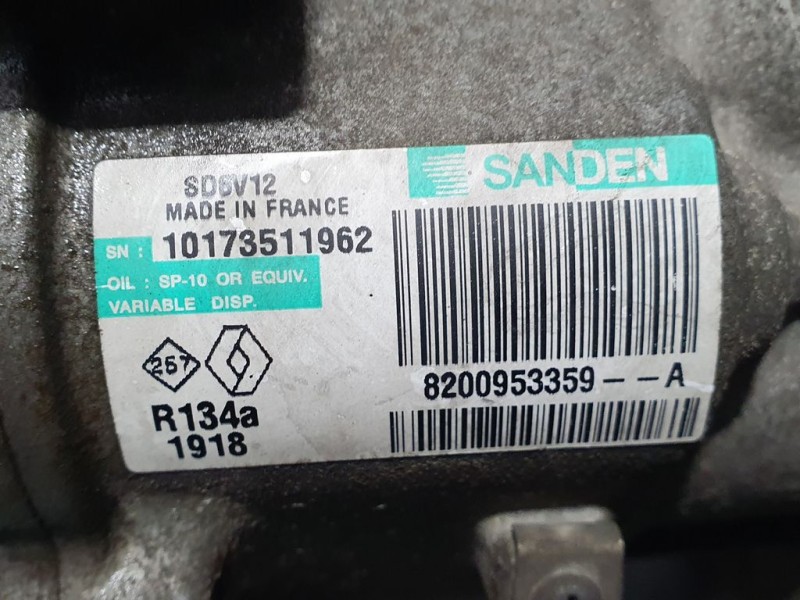 SANDEN
SD6V12
MADE IN FRANCE
SN : 10173511962
OIL : SP-10 OR EQUIV.
VARIABLE DISP.
257
R134a
1918
8200953359--A